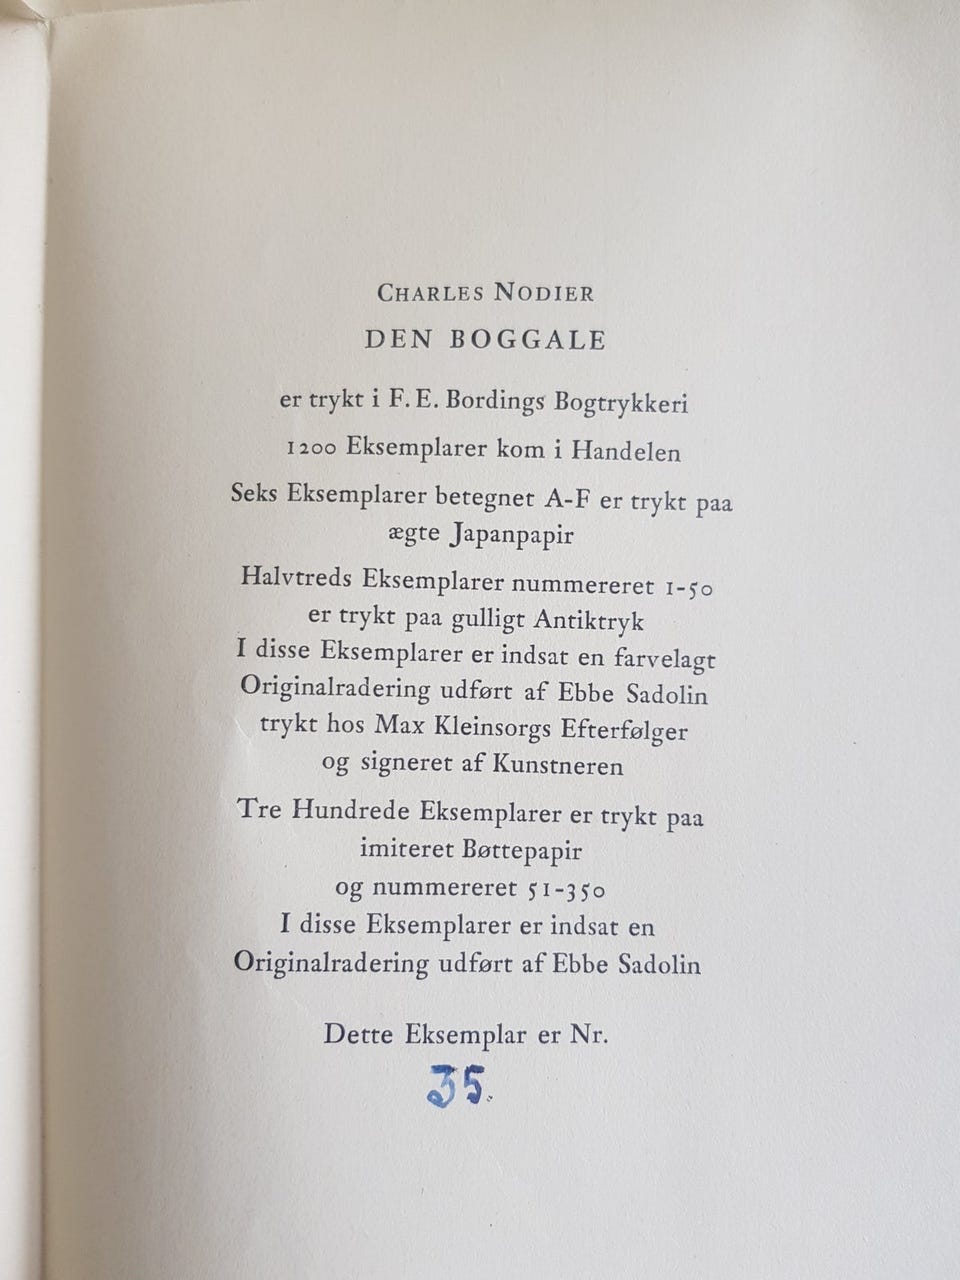 CHARLES NODIER
DEN BOGGALE
er trykt i F. E. Bordings Bogtrykkeri
1200 Eksemplarer kom i Handelen
Seks Eksemplarer betegnet A-F er trykt paa
ægte Japanpapir
Halvtreds Eksemplarer nummereret 1-50
er trykt paa gulligt Antiktryk
I disse Eksemplarer er indsat en farvelagt
Originalradering udført af Ebbe Sadolin
trykt hos Max Kleinsorgs Efterfølger
og signeret af Kunstneren
Tre Hundrede Eksemplarer er trykt paa
imiteret Bøttepapir
og nummereret 51-350
I disse Eksemplarer er indsat en
Originalradering udført af Ebbe Sadolin
Dette Eksemplar er Nr.
35.